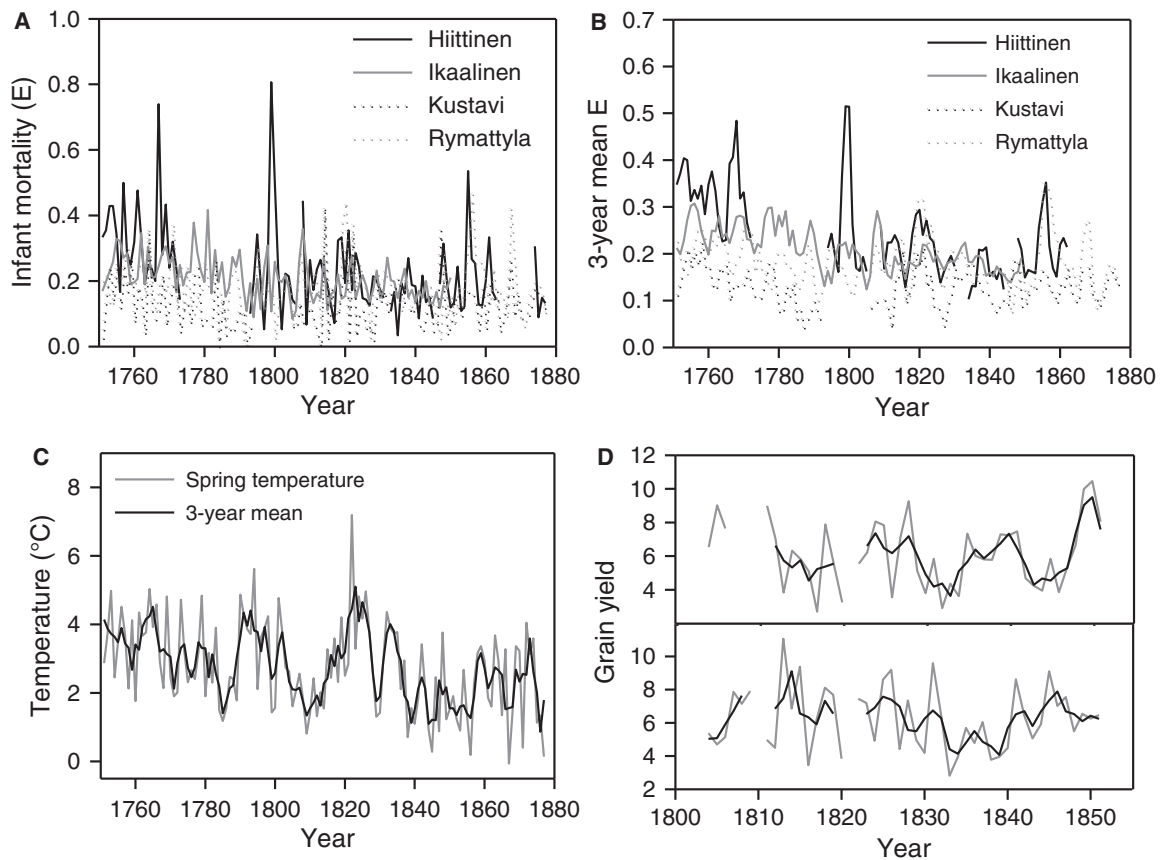 A
Infant mortality (E)
1.0
0.8
0.6
0.4
0.2
0.0
Hiittinen
Ikaalinen
Kustavi
Rymattyla
1760 1780 1800 1820 1840 1860 1880
Year
B
3-year mean E
0.7
0.6
0.5
0.4
0.3
0.2
0.1
0.0
Hiittinen
Ikaalinen
Kustavi
Rymattyla
1760 1780 1800 1820 1840 1860 1880
Year
C
Temperature (°C)
8
6
4
2
0
Spring temperature
3-year mean
1760 1780 1800 1820 1840 1860 1880
Year
D
Grain yield
12
10
8
6
4
10
8
6
4
2
1800 1810 1820 1830 1840 1850
Year